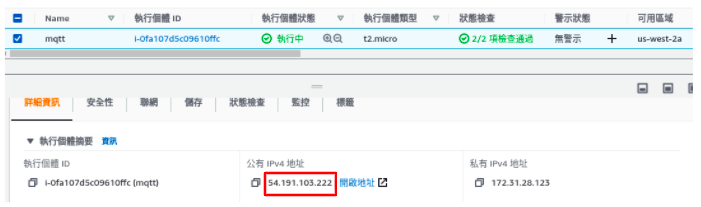 Name 執行個體 ID 執行個體狀態 執行個體類型 狀態檢查 警示狀態 可用區域
mqtt i-0fa107d5c09610ffc 執行中 t2.micro 2/2 項檢查通過 無警示 + us-west-2a
詳細資訊 安全性 聯網 儲存 狀態檢查 監控 標籤
▼ 執行個體摘要 資訊
執行個體 ID 公有 IPv4 地址 私有 IPv4 地址
i-0fa107d5c09610ffc (mqtt) 54.191.103.222 開啟地址 172.31.28.123